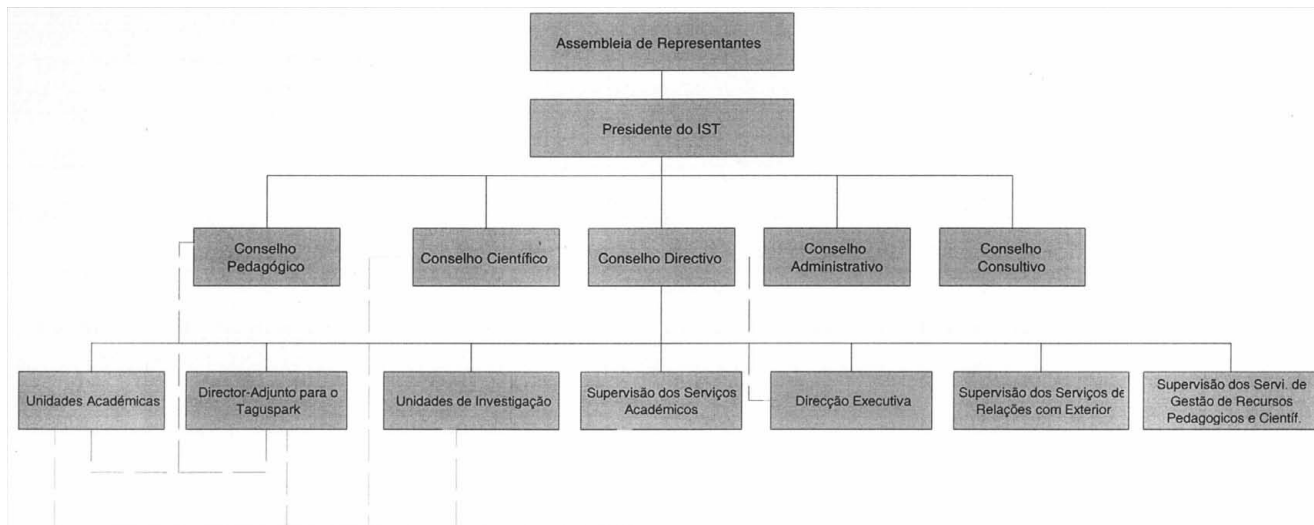 Assembleia de Representantes
Presidente do IST
Conselho
Pedagógico
Conselho Científico
Conselho Directivo
Conselho
Administrativo
Conselho
Consultivo
Unidades Académicas
Director-Adjunto para o
Taguspark
Unidades de Investigação
Supervisão dos Serviços
Académicos
Direcção Executiva
Supervisão dos Serviços de
Relações com Exterior
Supervisão dos Servi. de
Gestão de Recursos
Pedagogicos e Científ.